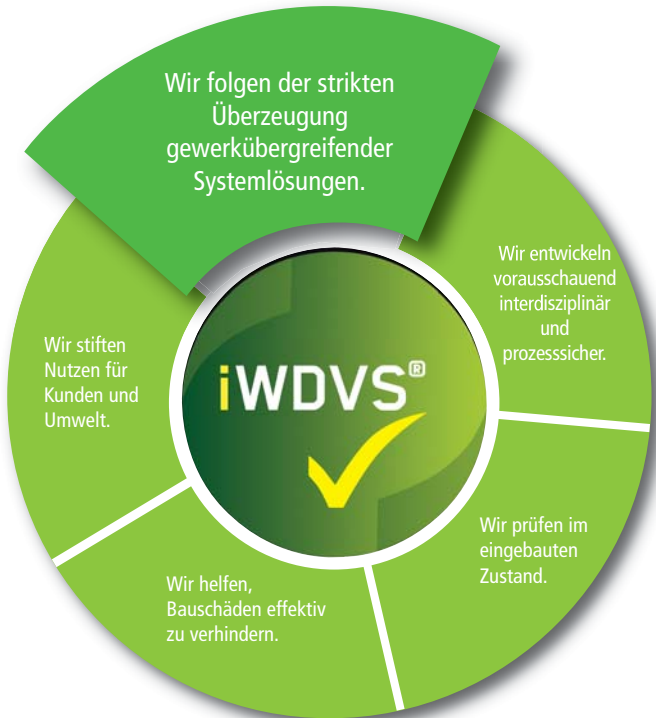 Wir folgen der strikten
Überzeugung
gewerkübergreifender
Systemlösungen.
Wir entwickeln
vorausschauend
interdisziplinär
und
prozesssicher.
Wir prüfen im
eingebauten
Zustand.
Wir helfen,
Bauschäden effektiv
zu verhindern.
Wir stiften
Nutzen für
Kunden und
Umwelt.
iWDVS®